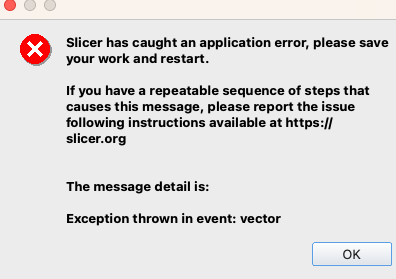 Slicer has caught an application error, please save
your work and restart.
If you have a repeatable sequence of steps that
causes this message, please report the issue
following instructions available at https://
slicer.org
The message detail is:
Exception thrown in event: vector
OK